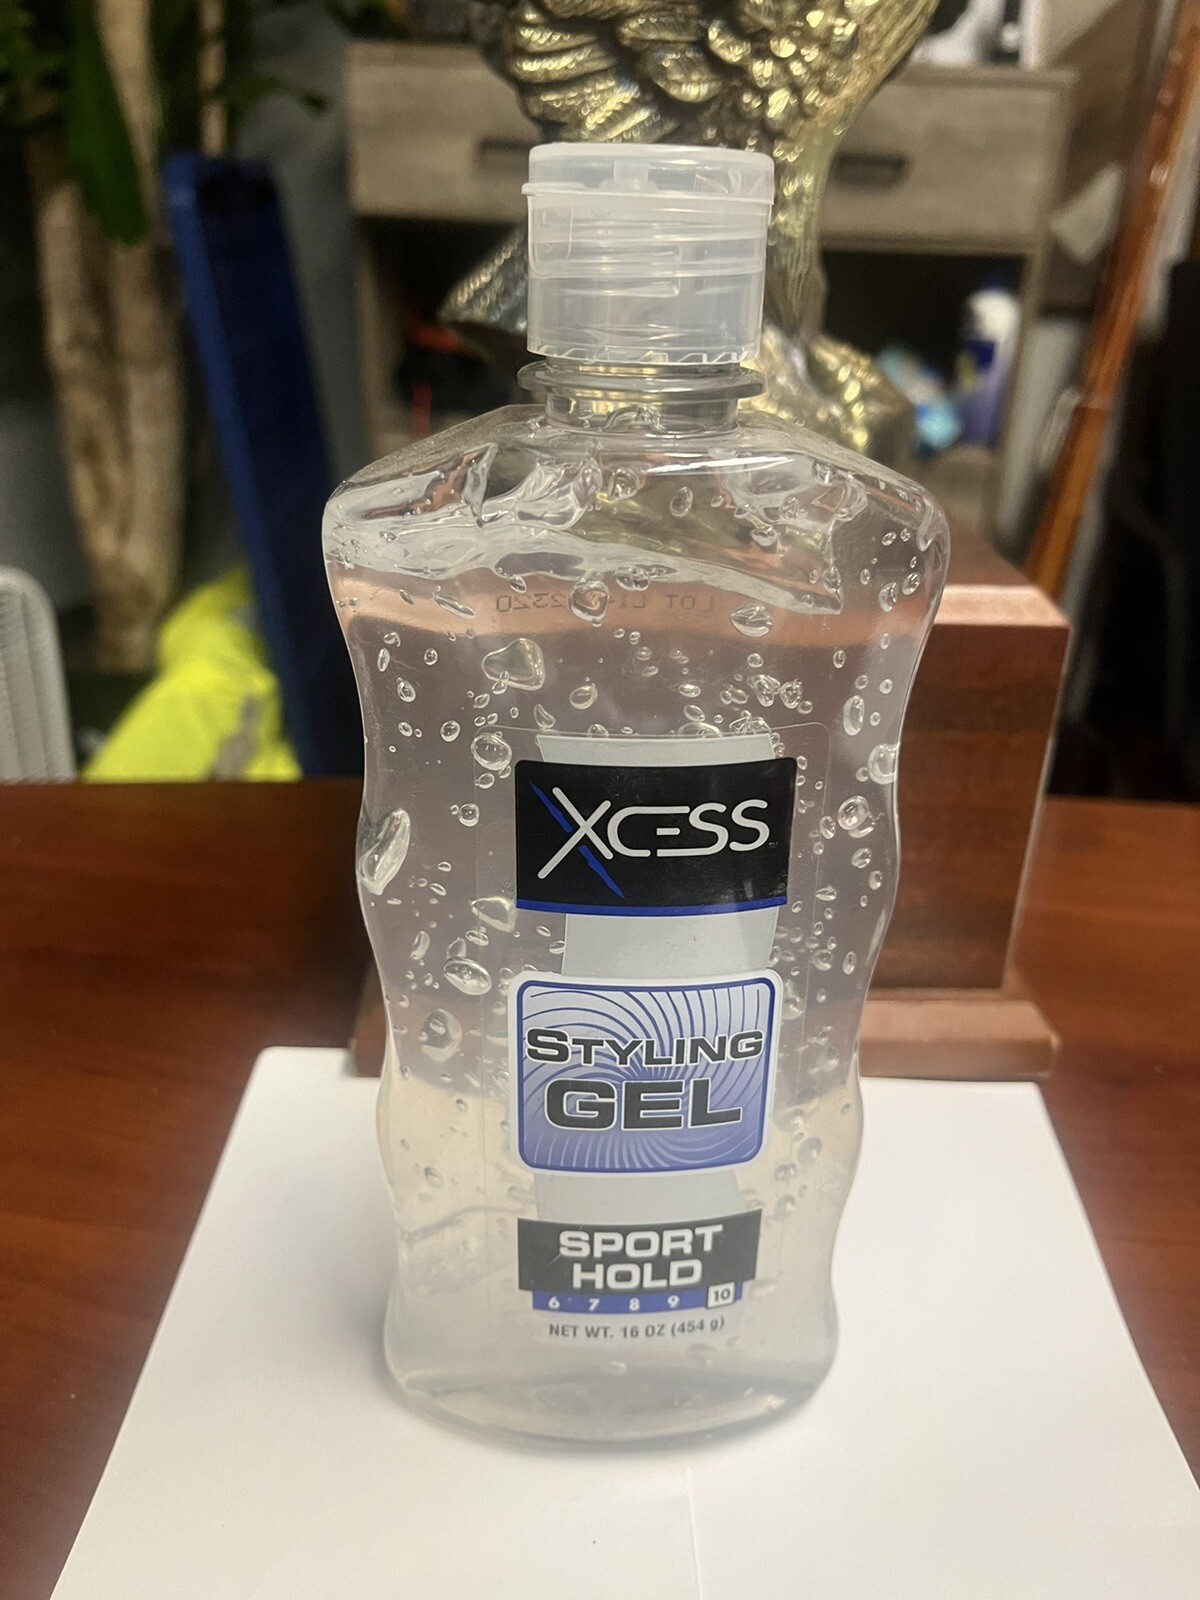 XCESS
STYLING
GEL
SPORT
HOLD
6 7 8 9 10
NET WT. 16 OZ (454 g)